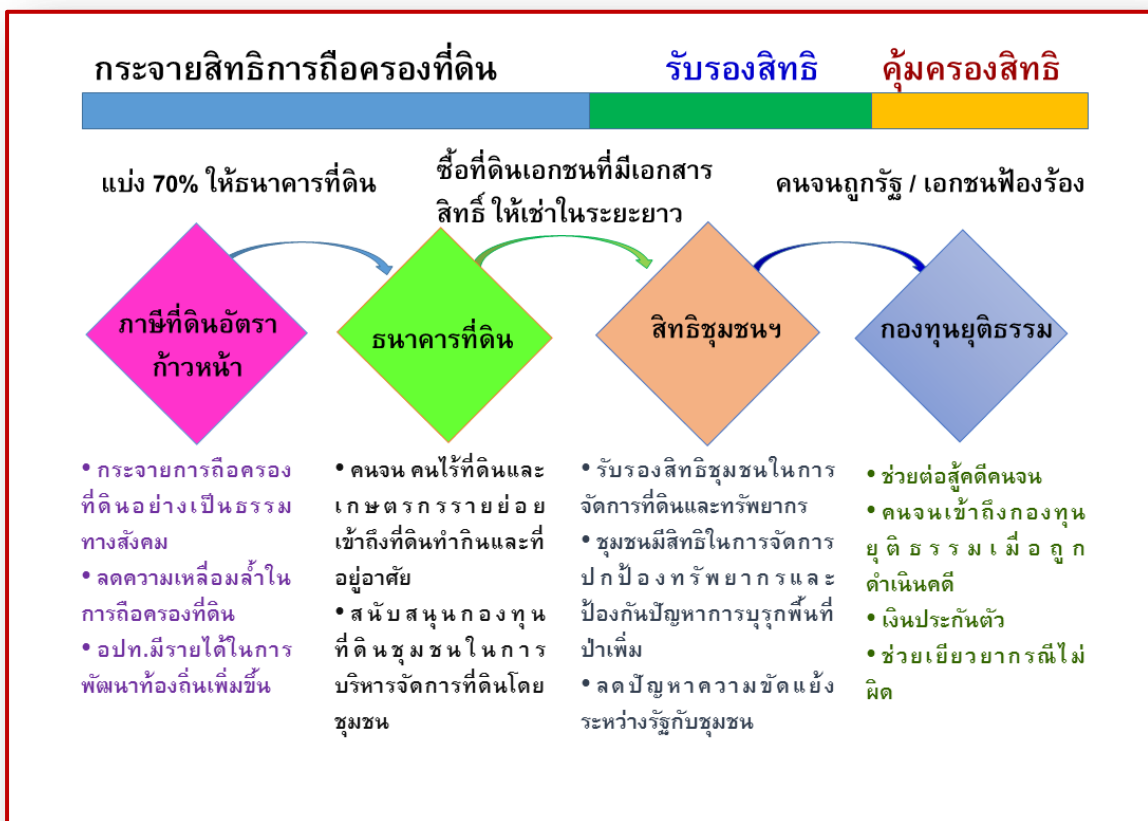 กระจายสิทธิการถือครองที่ดิน
รับรองสิทธิ
คุ้มครองสิทธิ
แบ่ง 70% ให้ธนาคารที่ดิน
ซื้อที่ดินเอกชนที่มีเอกสาร
สิทธิ์ ให้เช่าในระยะยาว
คนจนถูกรัฐ / เอกชนฟ้องร้อง
ภาษีที่ดินอัตรา
ก้าวหน้า
ธนาคารที่ดิน
สิทธิชุมชนฯ
กองทุนยุติธรรม
• กระจายการถือครอง
ที่ดินอย่างเป็นธรรม
ทางสังคม
• ลดความเหลื่อมล้ำใน
การถือครองที่ดิน
• อปท.มีรายได้ในการ
พัฒนาท้องถิ่นเพิ่มขึ้น
• คนจน คนไร้ที่ดินและ
เกษตรกรรายย่อย
เข้าถึงที่ดินทำกินและที่
อยู่อาศัย
• สนับสนุนกองทุน
ที่ดินชุมชนในการ
บริหารจัดการที่ดินโดย
ชุมชน
• รับรองสิทธิชุมชนในการ
จัดการที่ดินและทรัพยากร
• ชุมชนมีสิทธิในการจัดการ
ปกป้องทรัพยากรและ
ป้องกันปัญหาการบุรุกพื้นที่
ป่าเพิ่ม
• ลดปัญหาความขัดแย้ง
ระหว่างรัฐกับชุมชน
• ช่วยต่อสู้คดีคนจน
• คนจนเข้าถึงกองทุน
ยุติธรรมเมื่อถูก
ดำเนินคดี
• เงินประกันตัว
• ช่วยเยียวยากรณีไม่
ผิด